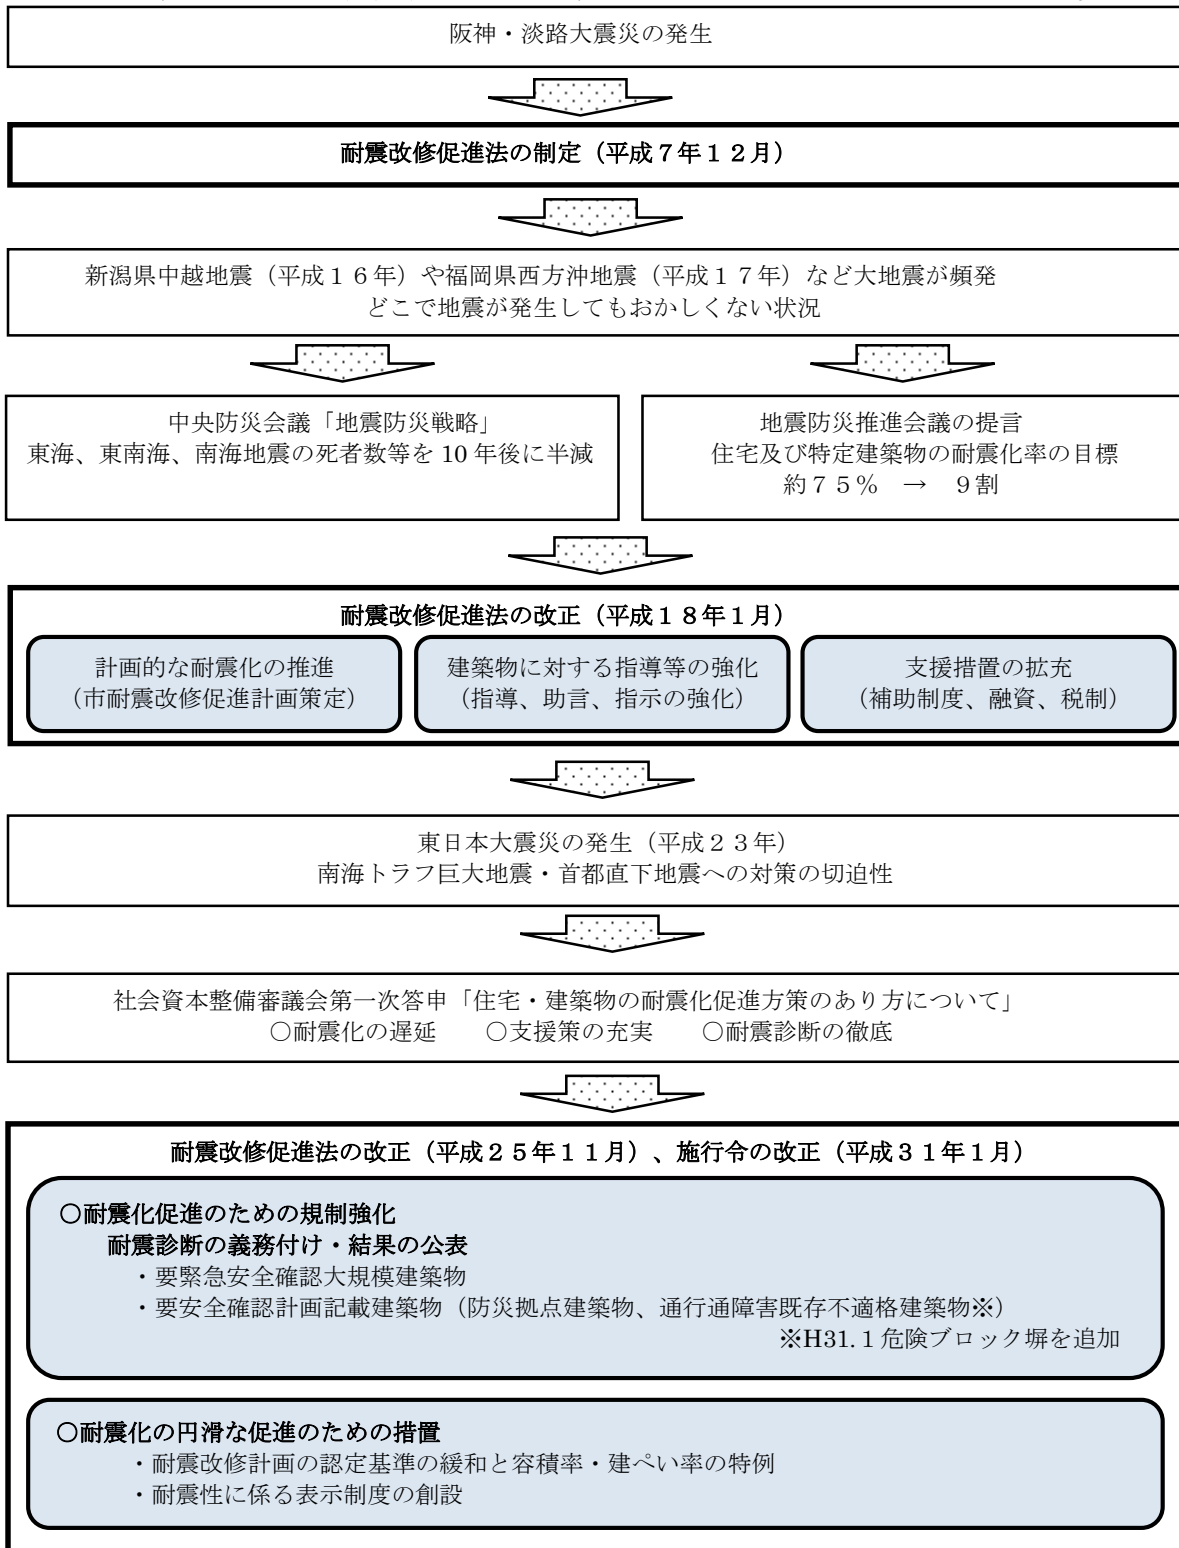 阪神・淡路大震災の発生
耐震改修促進法の制定（平成７年１２月）
新潟県中越地震（平成１６年）や福岡県西方沖地震（平成１７年）など大地震が頻発
どこで地震が発生してもおかしくない状況
中央防災会議「地震防災戦略」
東海、東南海、南海地震の死者数等を 10 年後に半減
地震防災推進会議の提言
住宅及び特定建築物の耐震化率の目標
約７５％　→　９割
耐震改修促進法の改正（平成１８年１月）
計画的な耐震化の推進
（市耐震改修促進計画策定）
建築物に対する指導等の強化
（指導、助言、指示の強化）
支援措置の拡充
（補助制度、融資、税制）
東日本大震災の発生（平成２３年）
南海トラフ巨大地震・首都直下地震への対策の切迫性
社会資本整備審議会第一次答申「住宅・建築物の耐震化促進方策のあり方について」
〇耐震化の遅延　　〇支援策の充実　　〇耐震診断の徹底
耐震改修促進法の改正（平成２５年１１月）、施行令の改正（平成３１年１月）
〇耐震化促進のための規制強化
耐震診断の義務付け・結果の公表
・要緊急安全確認大規模建築物
・要安全確認計画記載建築物（防災拠点建築物、通行通障害既存不適格建築物※）
※H31.１危険ブロック塀を追加
〇耐震化の円滑な促進のための措置
・耐震改修計画の認定基準の緩和と容積率・建ぺい率の特例
・耐震性に係る表示制度の創設